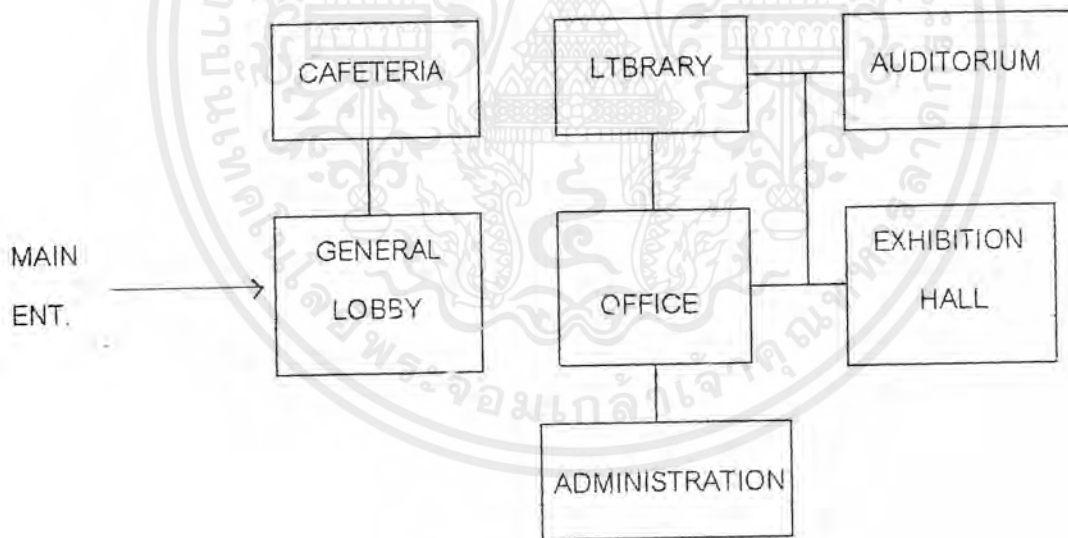 CAFETERIA
LTBRARY
AUDITORIUM
MAIN
ENT.
GENERAL
LOBBY
OFFICE
EXHIBITION
HALL
ADMINISTRATION